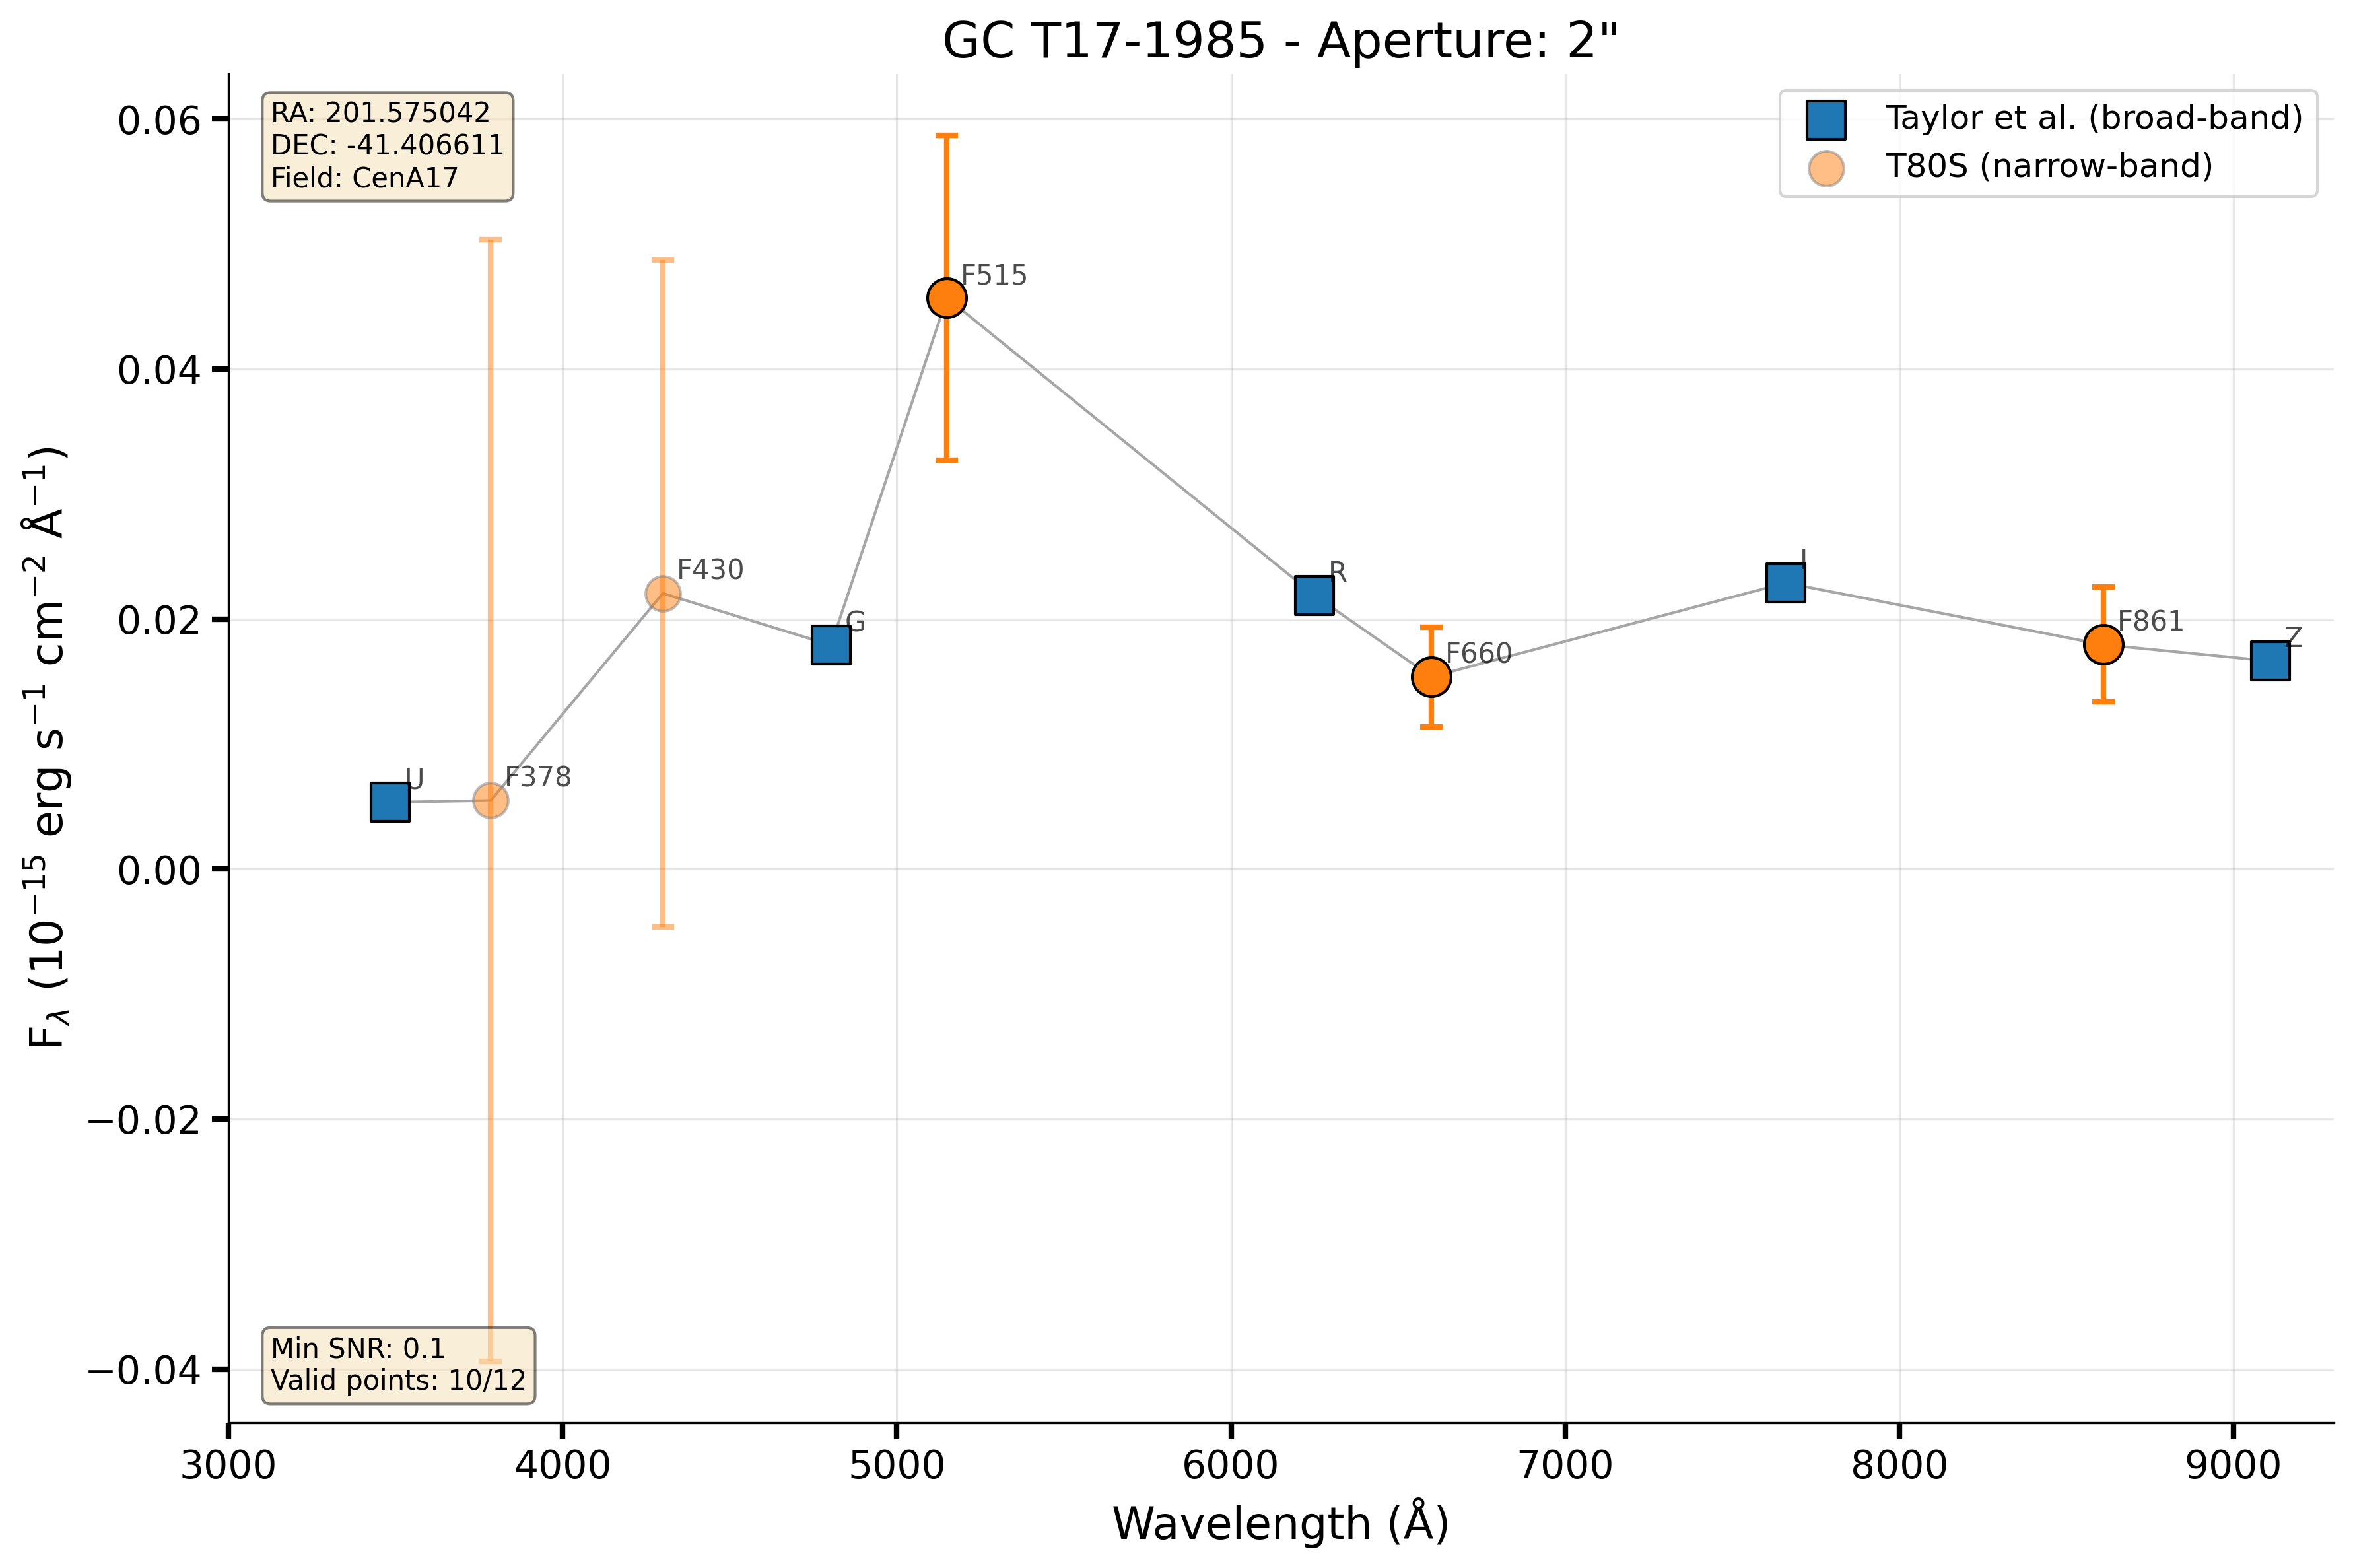 GC T17-1985 - Aperture: 2"
RA: 201.575042
DEC: -41.406611
Field: CenA17
Taylor et al. (broad-band)
T80S (narrow-band)
0.06
0.04
0.02
0.00
−0.02
−0.04
F_λ (10⁻¹⁵ erg s⁻¹ cm⁻² Å⁻¹)
U
F378
F430
G
F515
R
F660
I
F861
Z
Min SNR: 0.1
Valid points: 10/12
3000 4000 5000 6000 7000 8000 9000
Wavelength (Å)